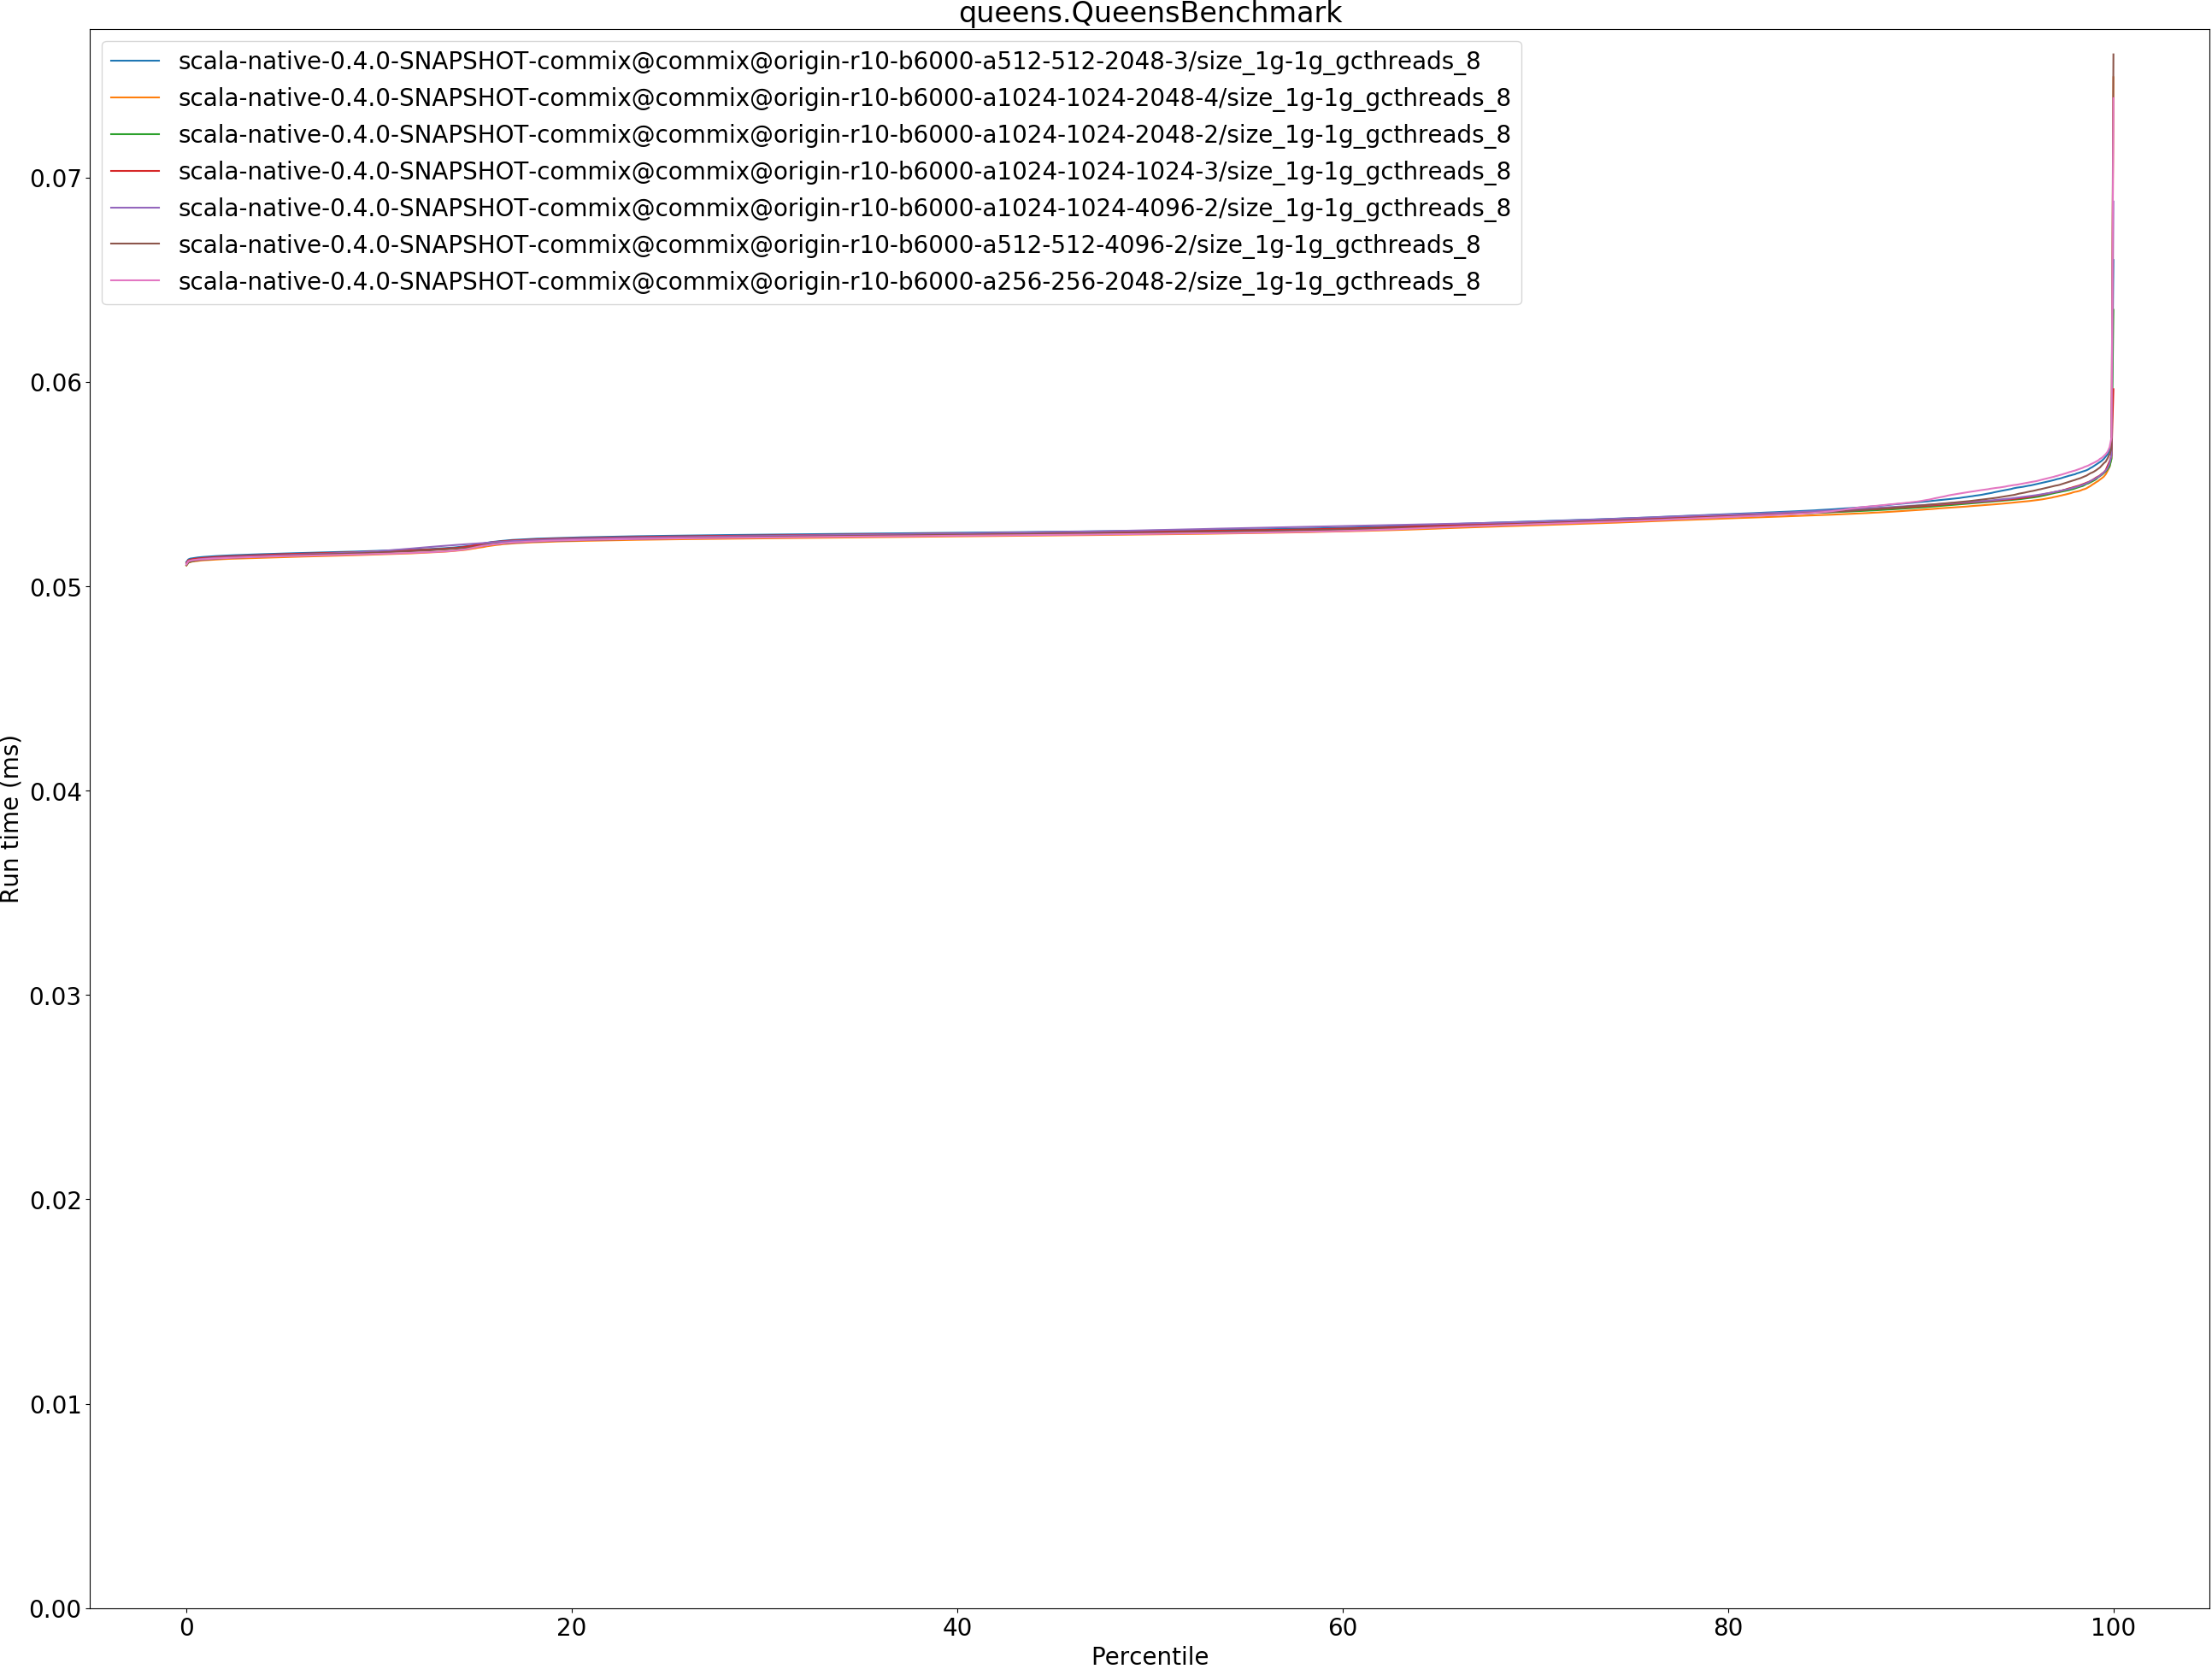 queens.QueensBenchmark
scala-native-0.4.0-SNAPSHOT-commix@commix@origin-r10-b6000-a512-512-2048-3/size_1g-1g_gcthreads_8
scala-native-0.4.0-SNAPSHOT-commix@commix@origin-r10-b6000-a1024-1024-2048-4/size_1g-1g_gcthreads_8
scala-native-0.4.0-SNAPSHOT-commix@commix@origin-r10-b6000-a1024-1024-2048-2/size_1g-1g_gcthreads_8
scala-native-0.4.0-SNAPSHOT-commix@commix@origin-r10-b6000-a1024-1024-1024-3/size_1g-1g_gcthreads_8
scala-native-0.4.0-SNAPSHOT-commix@commix@origin-r10-b6000-a1024-1024-4096-2/size_1g-1g_gcthreads_8
scala-native-0.4.0-SNAPSHOT-commix@commix@origin-r10-b6000-a512-512-4096-2/size_1g-1g_gcthreads_8
scala-native-0.4.0-SNAPSHOT-commix@commix@origin-r10-b6000-a256-256-2048-2/size_1g-1g_gcthreads_8
0.07
0.06
0.05
0.04
0.03
0.02
0.01
0.00
Run time (ms)
0 20 40 60 80 100
Percentile